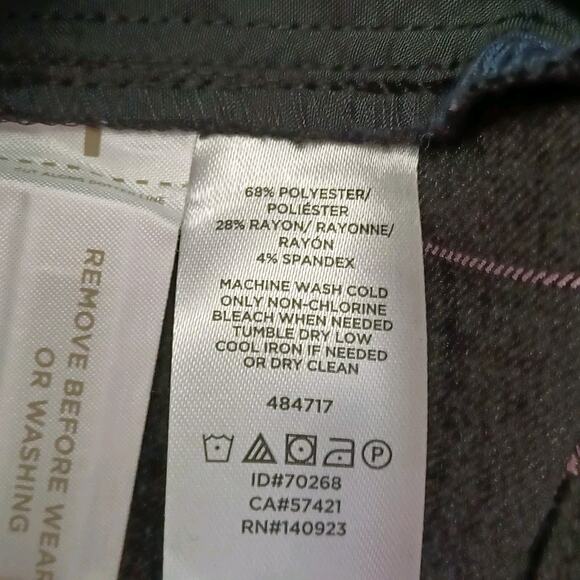 68% POLYESTER/
POLIÉSTER
28% RAYON/ RAYONNE/
RAYÓN
4% SPANDEX
MACHINE WASH COLD
ONLY NON-CHLORINE
BLEACH WHEN NEEDED
TUMBLE DRY LOW
COOL IRON IF NEEDED
OR DRY CLEAN
484717
P
ID#70268
CA#57421
RN#140923
REMOVE BEFORE WEAR
OR WASHING